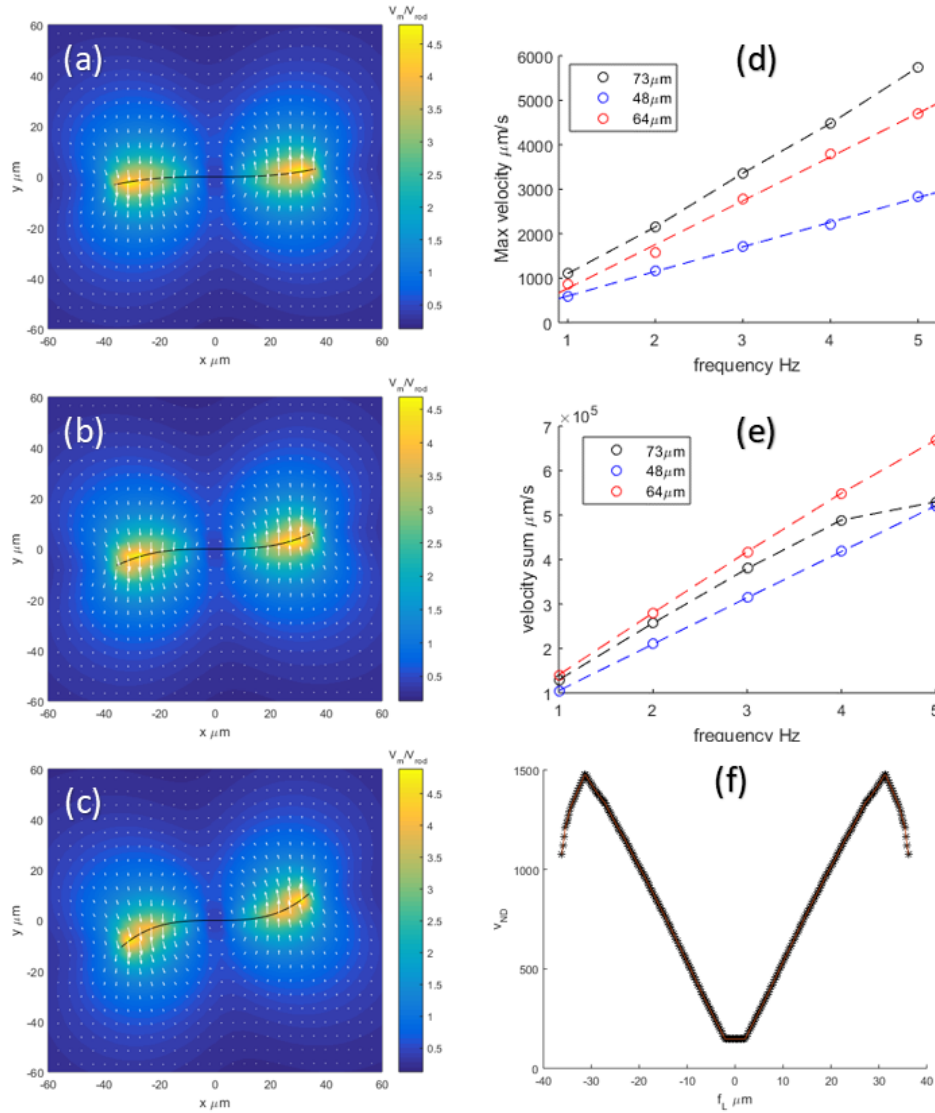 (a)
V_m/V_rod
60
40
20
0
-20
-40
-60
y μm
-60 -40 -20 0 20 40 60
x μm
4.5
4
3.5
3
2.5
2
1.5
1
0.5
(b)
V_m/V_rod
60
40
20
0
-20
-40
-60
y μm
-60 -40 -20 0 20 40 60
x μm
4.5
4
3.5
3
2.5
2
1.5
1
0.5
(c)
V_m/V_rod
60
40
20
0
-20
-40
-60
y μm
-60 -40 -20 0 20 40 60
x μm
4.5
4
3.5
3
2.5
2
1.5
1
0.5
(d)
6000
5000
4000
3000
2000
1000
0
Max velocity μm/s
73μm
48μm
64μm
1 2 3 4 5
frequency Hz
(e)
× 10^5
7
6
5
4
3
2
1
velocity sum μm/s
73μm
48μm
64μm
1 2 3 4 5
frequency Hz
(f)
1500
1000
500
0
v_ND
-40 -30 -20 -10 0 10 20 30 40
f_L μm